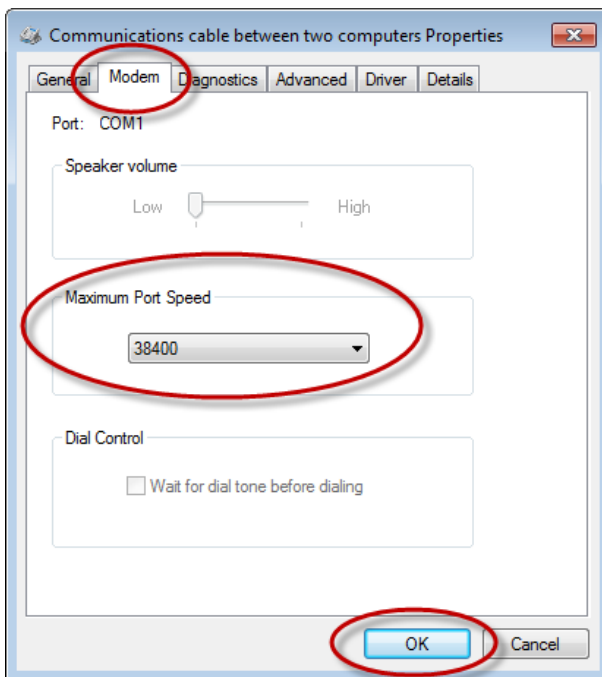 Communications cable between two computers Properties
General Modem Diagnostics Advanced Driver Details
Port: COM1
Speaker volume
Low High
Maximum Port Speed
38400
Dial Control
Wait for dial tone before dialing
OK Cancel